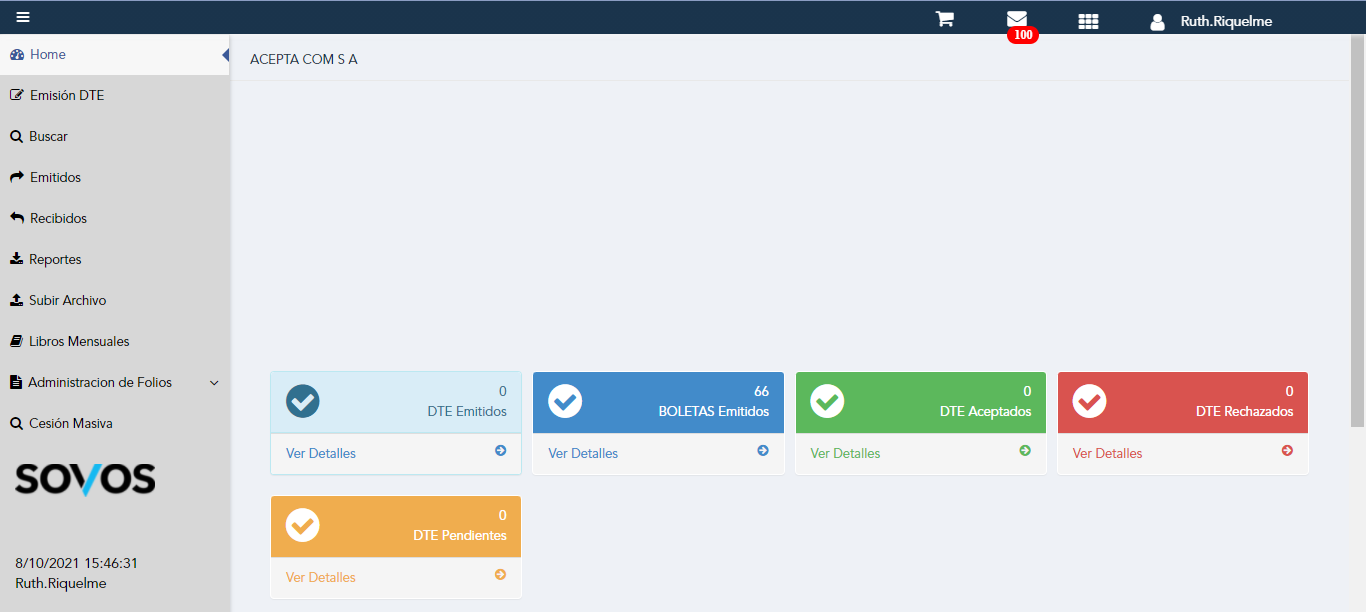 100
Ruth.Riquelme
Home
ACEPTA COM S A
Emisión DTE
Buscar
Emitidos
Recibidos
Reportes
Subir Archivo
Libros Mensuales
Administracion de Folios
Cesión Masiva
SOVOS
8/10/2021 15:46:31
Ruth.Riquelme
0
DTE Emitidos
Ver Detalles
66
BOLETAS Emitidos
Ver Detalles
0
DTE Aceptados
Ver Detalles
0
DTE Rechazados
Ver Detalles
0
DTE Pendientes
Ver Detalles